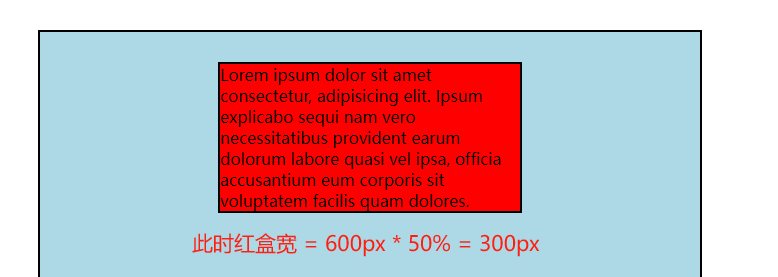 Lorem ipsum dolor sit amet
consectetur, adipisicing elit. Ipsum
explicabo sequi nam vero
necessitatibus provident earum
dolorum labore quasi vel ipsa, officia
accusantium eum corporis sit
voluptatem facilis quam dolores.
此时红盒宽 = 600px * 50% = 300px